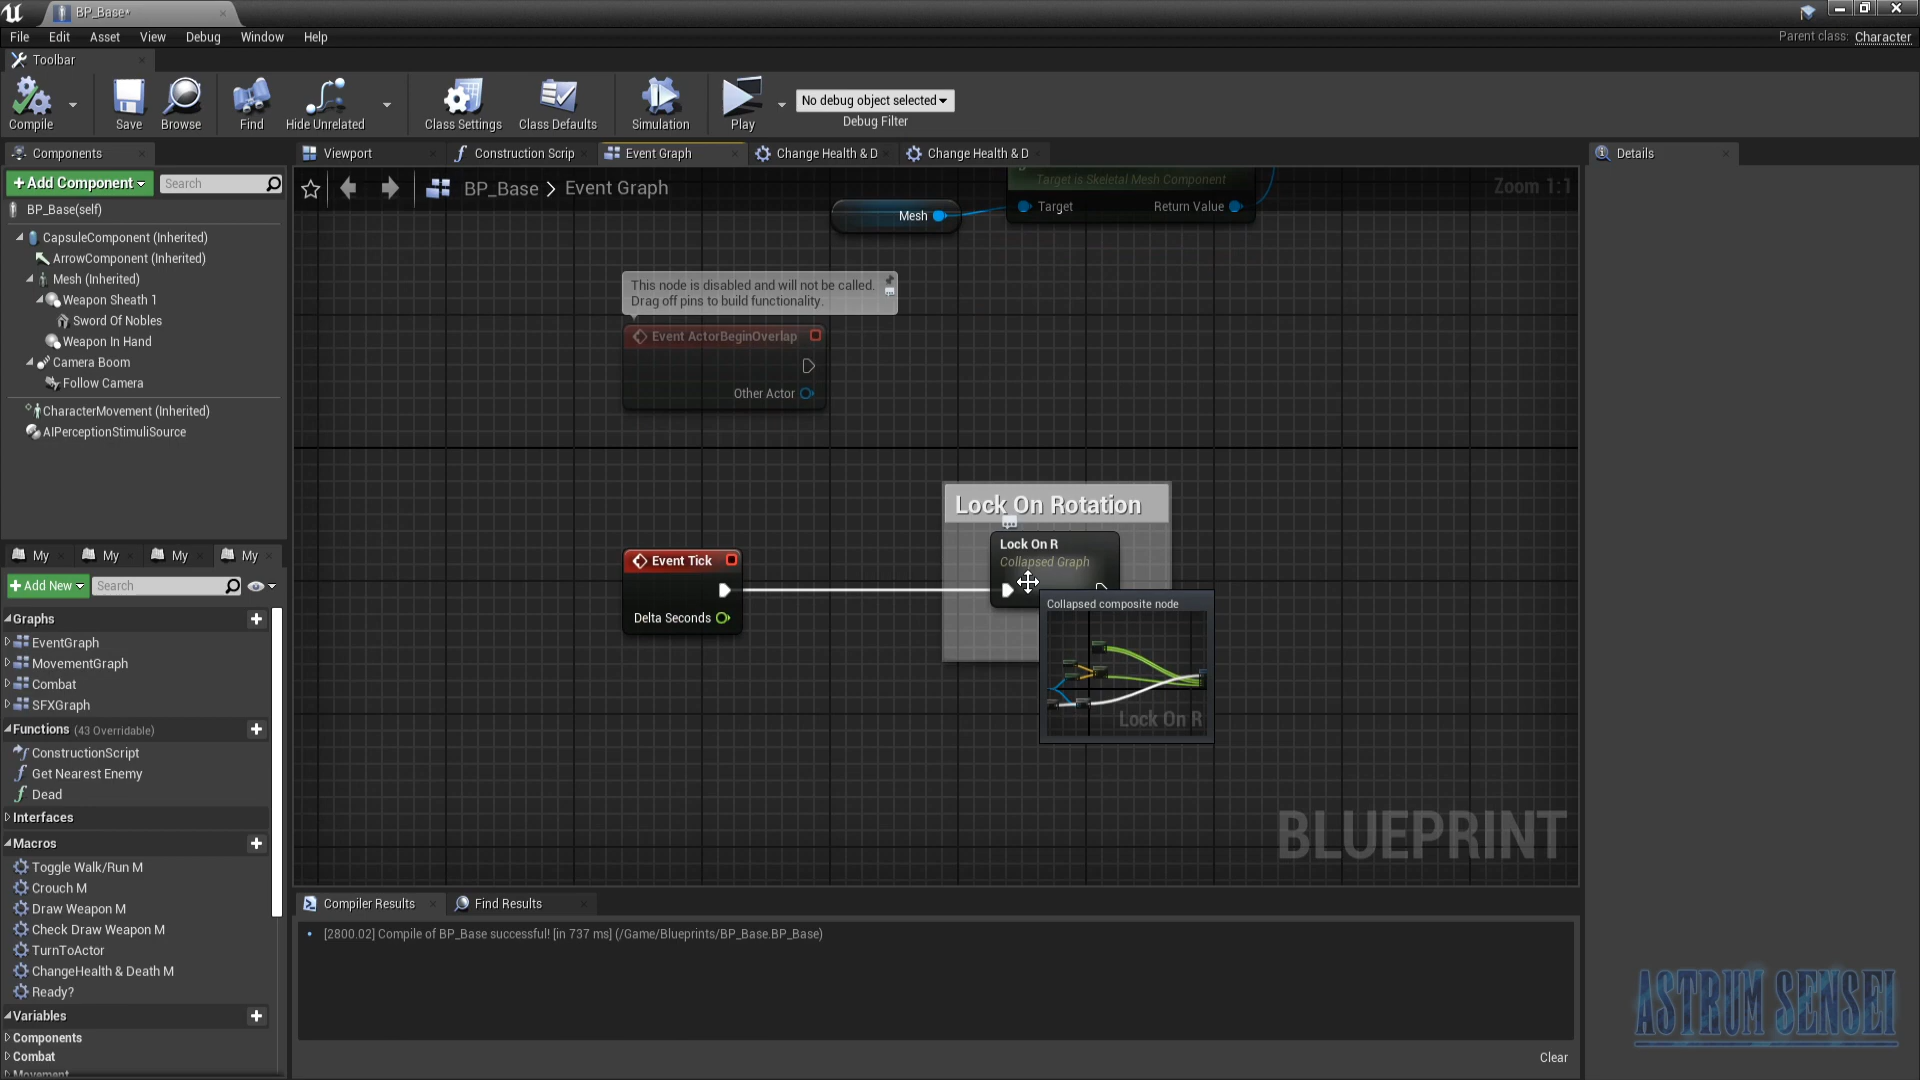 BP_Base*
File Edit Asset View Debug Window Help
Parent class: Character
Toolbar
Compile Save Browse Find Hide Unrelated Class Settings Class Defaults Simulation Play
No debug object selected
Debug Filter
Components
+Add Component
Search
BP_Base(self)
CapsuleComponent (Inherited)
ArrowComponent (Inherited)
Mesh (Inherited)
Weapon Sheath 1
Sword Of Nobles
Weapon In Hand
Camera Boom
Follow Camera
CharacterMovement (Inherited)
AIPerceptionStimuliSource
My My My My
+Add New
Search
Graphs
EventGraph
MovementGraph
Combat
SFXGraph
Functions (43 Overridable)
ConstructionScript
Get Nearest Enemy
Dead
Interfaces
Macros
Toggle Walk/Run M
Crouch M
Draw Weapon M
Check Draw Weapon M
TurnToActor
ChangeHealth & Death M
Ready?
Variables
Components
Combat
Movement
Viewport Construction Scrip Event Graph Change Health & D Change Health & D
BP_Base > Event Graph
Zoom 1:1
Target is Skeletal Mesh Component
Mesh
Target Return Value
This node is disabled and will not be called.
Drag off pins to build functionality.
Event ActorBeginOverlap
Other Actor
Lock On Rotation
Lock On R
Collapsed Graph
Event Tick
Delta Seconds
Collapsed composite node
Lock On R
BLUEPRINT
Compiler Results Find Results
[2800.02] Compile of BP_Base successful! [in 737 ms] (/Game/Blueprints/BP_Base.BP_Base)
Clear
Details
ASTRUM SENSEI